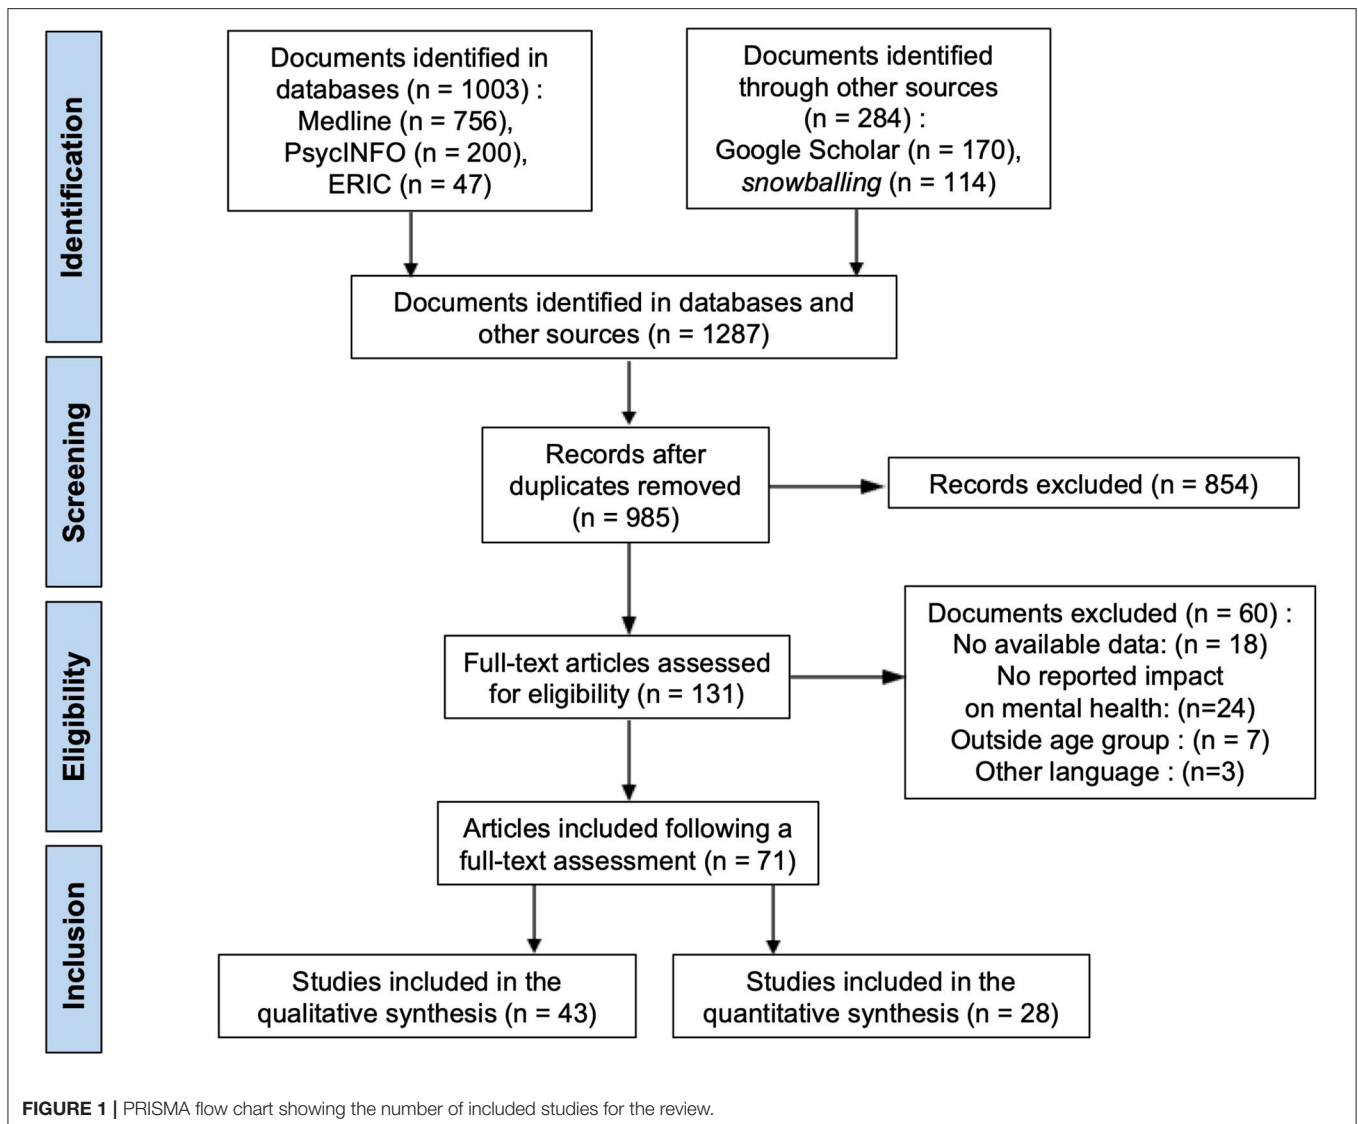 Identification
Documents identified in
databases (n = 1003) :
Medline (n = 756),
PsycINFO (n = 200),
ERIC (n = 47)
Documents identified
through other sources
(n = 284) :
Google Scholar (n = 170),
snowballing (n = 114)
Documents identified in databases and
other sources (n = 1287)
Screening
Records after
duplicates removed
(n = 985)
Records excluded (n = 854)
Eligibility
Full-text articles assessed
for eligibility (n = 131)
Documents excluded (n = 60) :
No available data: (n = 18)
No reported impact
on mental health: (n=24)
Outside age group : (n = 7)
Other language : (n=3)
Articles included following a
full-text assessment (n = 71)
Inclusion
Studies included in the
qualitative synthesis (n = 43)
Studies included in the
quantitative synthesis (n = 28)
FIGURE 1 | PRISMA flow chart showing the number of included studies for the review.